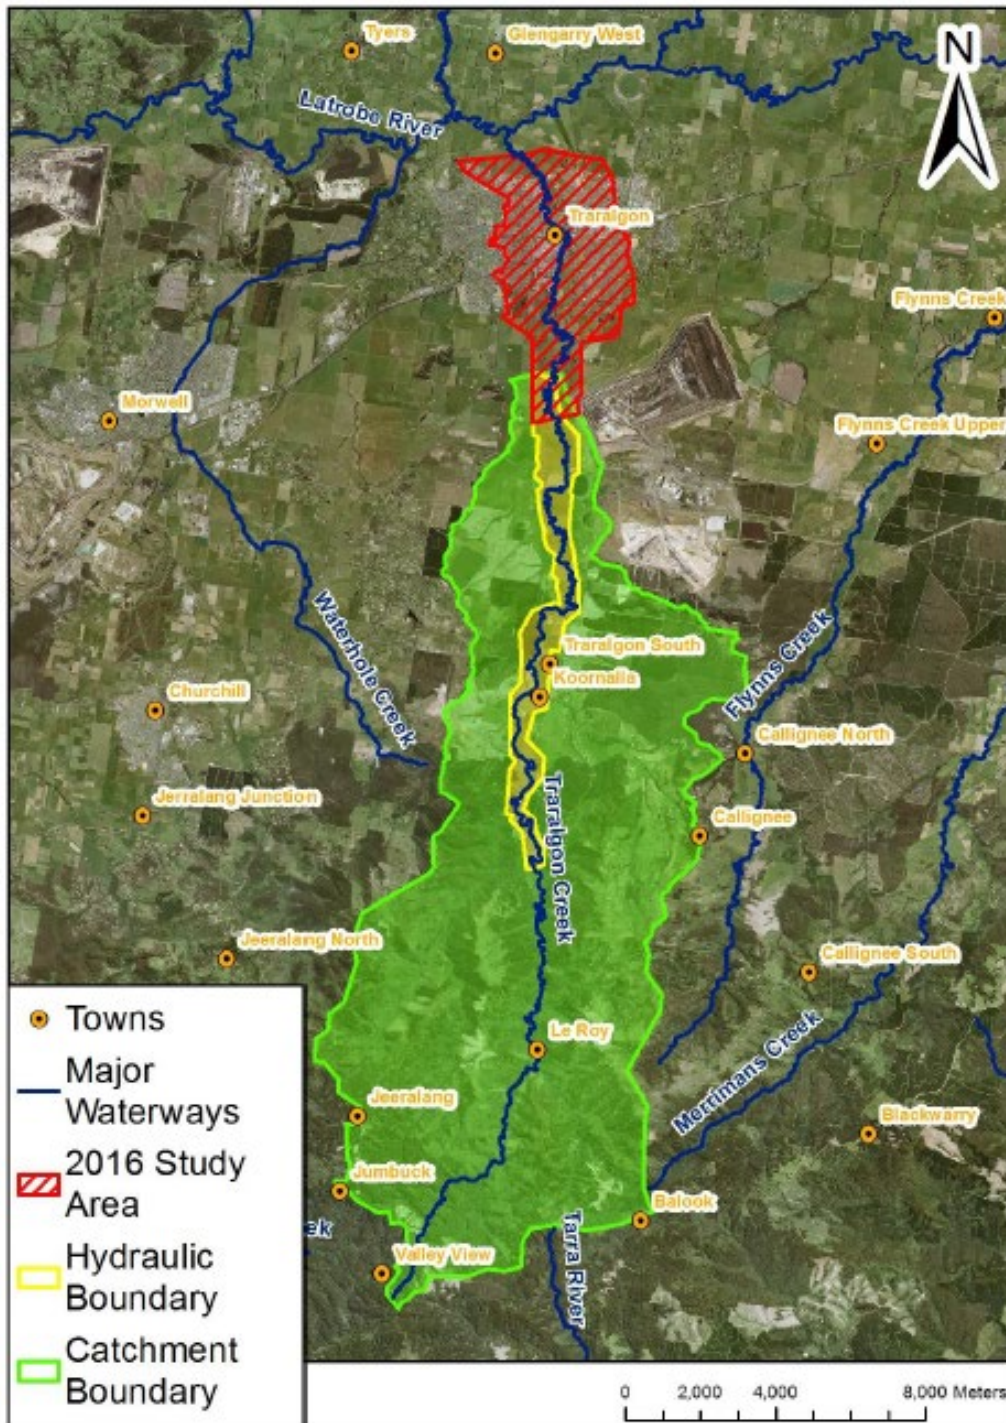 Tyers
Glengarry West
N
Latrobe River
Traralgon
Flynns Creek
Morwell
Flynns Creek Upper
Waterhole Creek
Traralgon South
Koornalla
Flynns Creek
Churchill
Callignee North
Jerralang Junction
Traralgon Creek
Callignee
Jeeralang North
Callignee South
Le Roy
Merrimans Creek
Jeeralang
Blackwarry
Jumbuck
Balook
ek
Valley View
Tarra River
Towns
Major
Waterways
2016 Study
Area
Hydraulic
Boundary
Catchment
Boundary
0 2,000 4,000 8,000 Meters